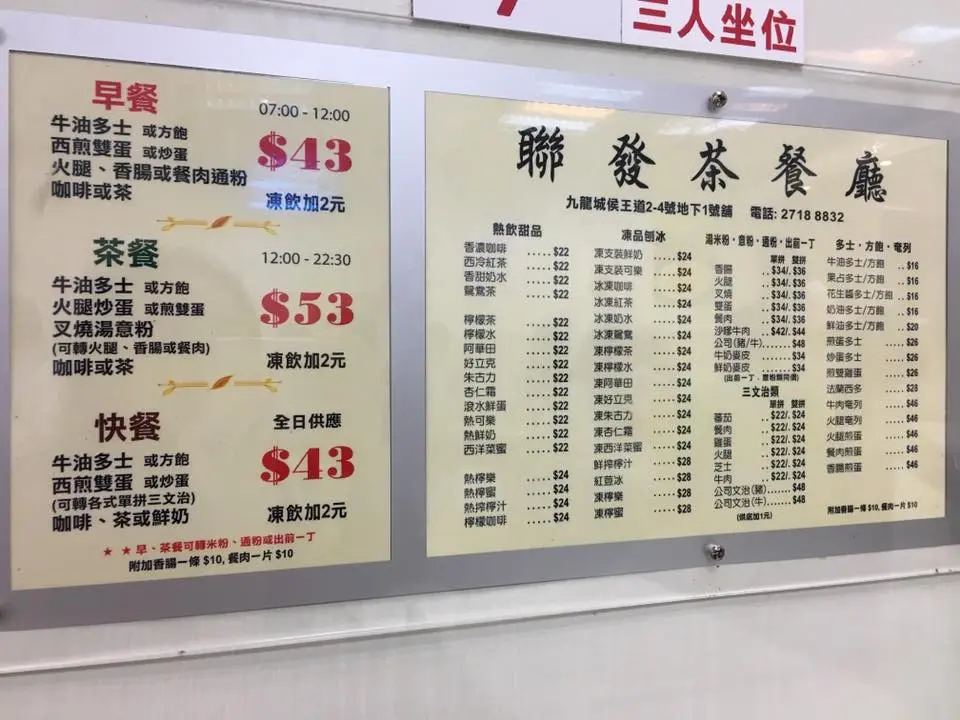 三人坐位
早餐 07:00 - 12:00
牛油多士 或方飽
西煎雙蛋 或炒蛋
火腿、香腸或餐肉通粉
咖啡或茶
$43
凍飲加2元
茶餐 12:00 - 22:30
牛油多士 或方飽
火腿炒蛋 或煎雙蛋
叉燒湯意粉
(可轉火腿、香腸或餐肉)
咖啡或茶
$53
凍飲加2元
快餐 全日供應
牛油多士 或方飽
西煎雙蛋 或炒蛋
(可轉各式單拼三文治)
咖啡、茶或鮮奶
$43
凍飲加2元
★ ★ 早、茶餐可轉米粉、通粉或出前一丁
附加香腸一條 $10, 餐肉一片 $10
聯發茶餐廳
九龍城侯王道2-4號地下1號舖 電話: 2718 8832
熱飲甜品
香濃咖啡 ..... $22
西冷紅茶 ..... $22
香甜奶水 ..... $22
鴛鴦茶 ..... $22
檸檬茶 ..... $22
檸檬水 ..... $22
阿華田 ..... $22
好立克 ..... $22
朱古力 ..... $22
杏仁霜 ..... $22
滾水鮮蛋 ..... $22
熱可樂 ..... $22
熱鮮奶 ..... $22
西洋菜蜜 ..... $22
熱檸樂 ..... $24
熱檸蜜 ..... $24
熱搾檸汁 ..... $24
檸檬咖啡 ..... $24
凍品刨冰
凍支裝鮮奶 ..... $24
凍支裝可樂 ..... $24
冰凍咖啡 ..... $24
冰凍紅茶 ..... $24
冰凍奶水 ..... $24
冰凍鴛鴦 ..... $24
凍檸檬茶 ..... $24
凍檸檬水 ..... $24
凍阿華田 ..... $24
凍好立克 ..... $24
凍朱古力 ..... $24
凍杏仁霜 ..... $24
凍西洋菜蜜 ..... $24
鮮搾檸汁 ..... $28
紅荳冰 ..... $28
凍檸樂 ..... $28
凍檸蜜 ..... $28
湯米粉・意粉・通粉・出前一丁
單拼 雙拼
香腸 .. $34/. $36
火腿 .. $34/. $36
叉燒 .. $34/. $36
雙蛋 .. $34/. $36
餐肉 .. $34/. $36
沙嗲牛肉 .. $42/. $44
公司(豬/牛) ...... $48
牛奶麥皮 ...... $34
鮮奶麥皮 ...... $34
三文治類
單拼 雙拼
蕃茄 .. $22/. $24
餐肉 .. $22/. $24
雞蛋 .. $22/. $24
火腿 .. $22/. $24
芝士 .. $22/. $24
牛肉 .. $22/. $24
公司文治(豬) ...... $48
公司文治(牛) ...... $48
(烘底加1元)
多士・方飽・奄列
牛油多士/方飽 .. $16
果占多士/方飽 .. $16
花生醬多士/方飽 .. $16
奶油多士/方飽 .. $16
鮮油多士/方飽 .. $20
煎蛋多士 ..... $26
炒蛋多士 ..... $26
煎雙雞蛋 ..... $26
法蘭西多 ..... $28
牛肉奄列 ..... $46
火腿奄列 ..... $46
火腿煎蛋 ..... $46
餐肉煎蛋 ..... $46
香腸煎蛋 ..... $46
附加香腸一條 $10, 餐肉一片 $10